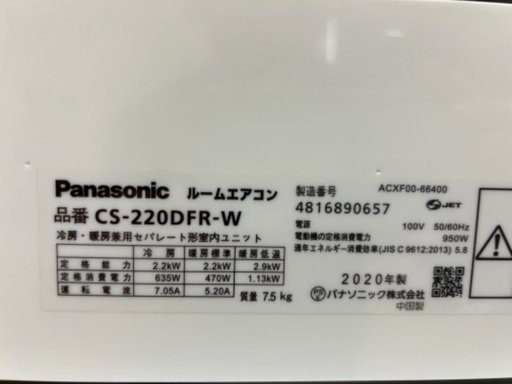 Panasonic ルームエアコン
品番 CS-220DFR-W
冷房・暖房兼用セパレート形室内ユニット
冷房 暖房標準 暖房低温
定格能力 2.2kW 2.2kW 2.9kW
定格消費電力 635W 470W 1.13kW
運転電流 7.05A 5.20A
質量 7.5 kg
ACXF00-66400
製造番号
4816890657
JET
電源 100V 50/60Hz
電動機の定格消費電力 950W
通年エネルギー消費効率(JIS C 9612:2013) 5.8
2020年製
PSE パナソニック株式会社
中国製